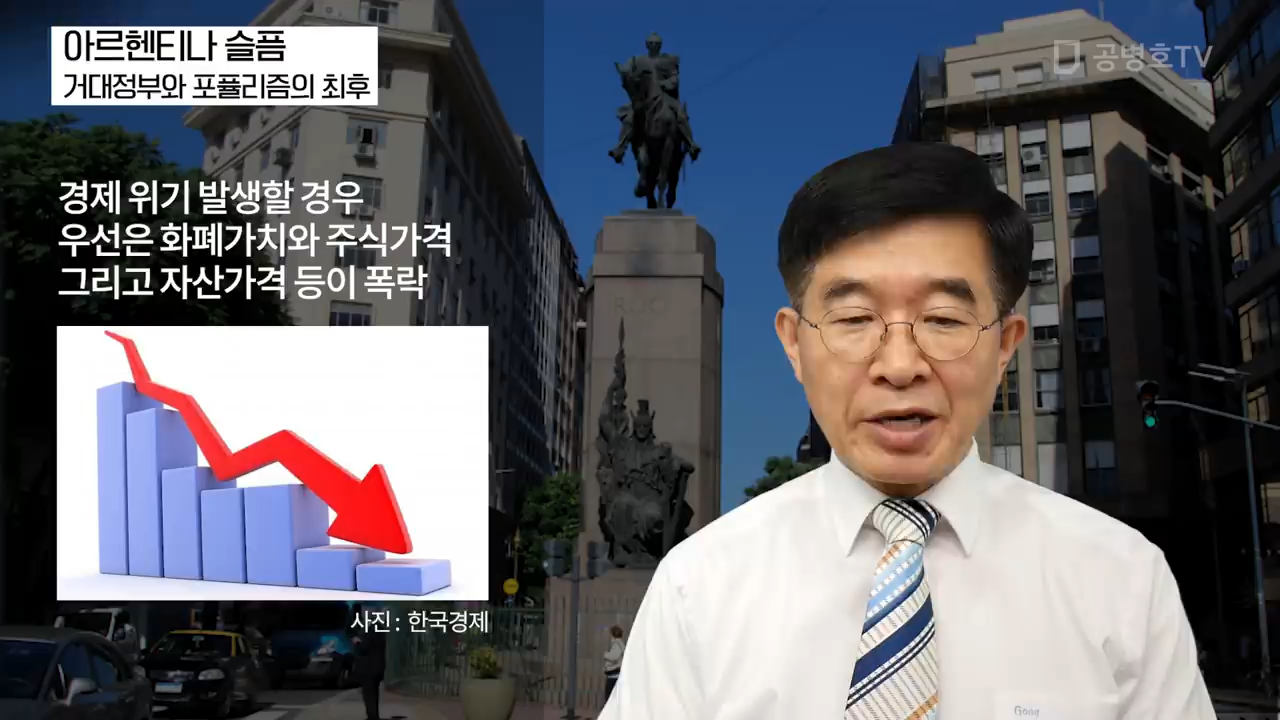 아르헨티나 슬픔
거대정부와 포퓰리즘의 최후
공병호TV
경제 위기 발생할 경우
우선은 화폐가치와 주식가격
그리고 자산가격 등이 폭락
ROCA
사진 : 한국경제